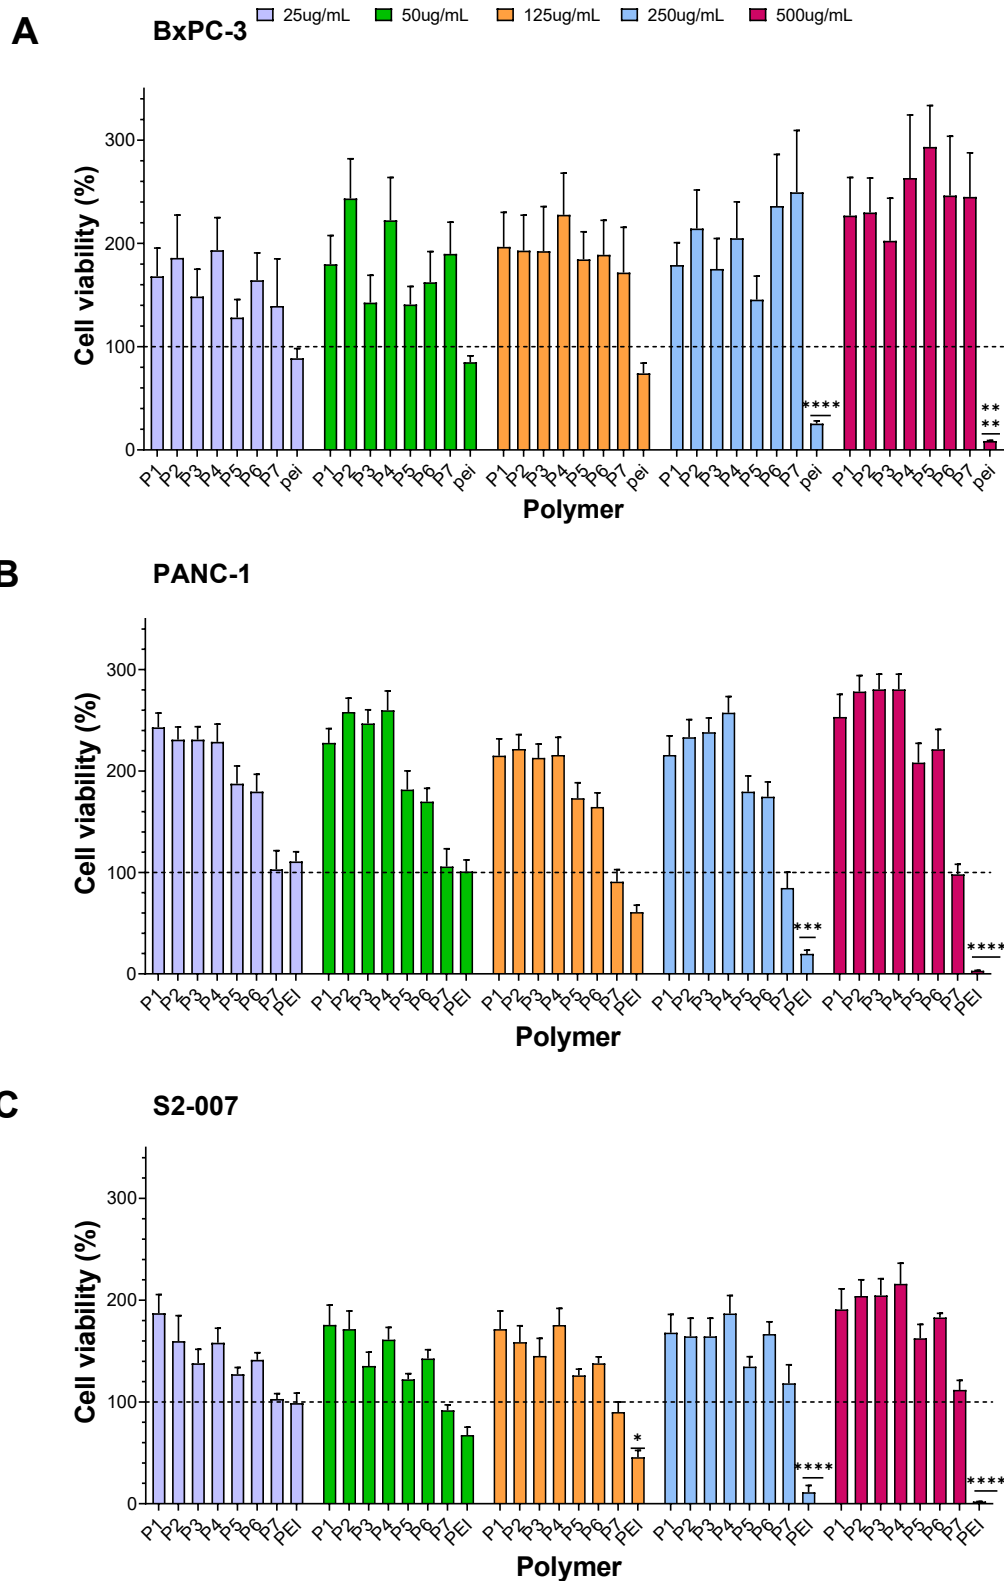 25ug/mL 50ug/mL 125ug/mL 250ug/mL 500ug/mL
A BxPC-3
Cell viability (%)
300
200
100
0
****
**
**
P1 P2 P3 P4 P5 P6 P7 pei P1 P2 P3 P4 P5 P6 P7 pei P1 P2 P3 P4 P5 P6 P7 pei P1 P2 P3 P4 P5 P6 P7 pei P1 P2 P3 P4 P5 P6 P7 pei
Polymer
B PANC-1
Cell viability (%)
300
200
100
0
***
****
P1 P2 P3 P4 P5 P6 P7 PEI P1 P2 P3 P4 P5 P6 P7 PEI P1 P2 P3 P4 P5 P6 P7 PEI P1 P2 P3 P4 P5 P6 P7 PEI P1 P2 P3 P4 P5 P6 P7 PEI
Polymer
C S2-007
Cell viability (%)
300
200
100
0
*
****
****
P1 P2 P3 P4 P5 P6 P7 PEI P1 P2 P3 P4 P5 P6 P7 PEI P1 P2 P3 P4 P5 P6 P7 PEI P1 P2 P3 P4 P5 P6 P7 PEI P1 P2 P3 P4 P5 P6 P7 PEI
Polymer